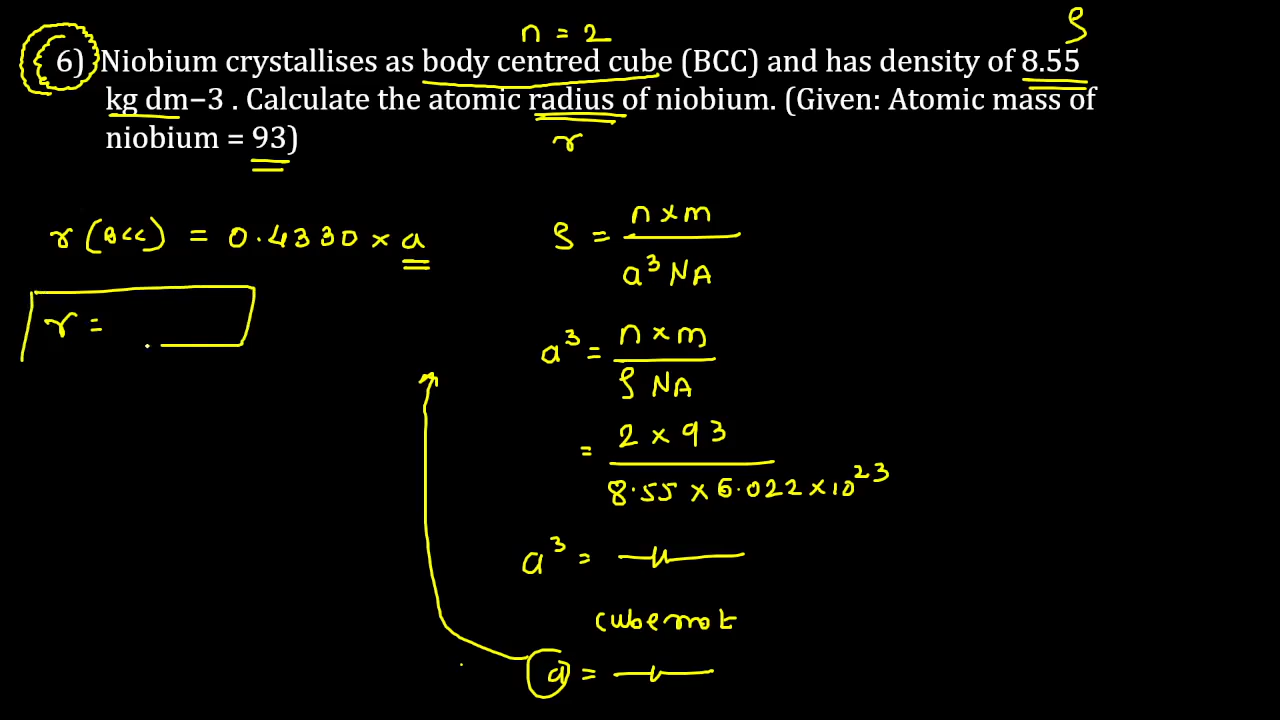 n = 2
ρ
6) Niobium crystallises as body centred cube (BCC) and has density of 8.55
kg dm−3 . Calculate the atomic radius of niobium. (Given: Atomic mass of
niobium = 93)
r
r (BCC) = 0.4330 × a
r =
ρ = n × m / a³ NA
a³ = n × m / ρ NA
= 2 × 93 / 8.55 × 6.022 × 10²³
a³ =
cube root
a =